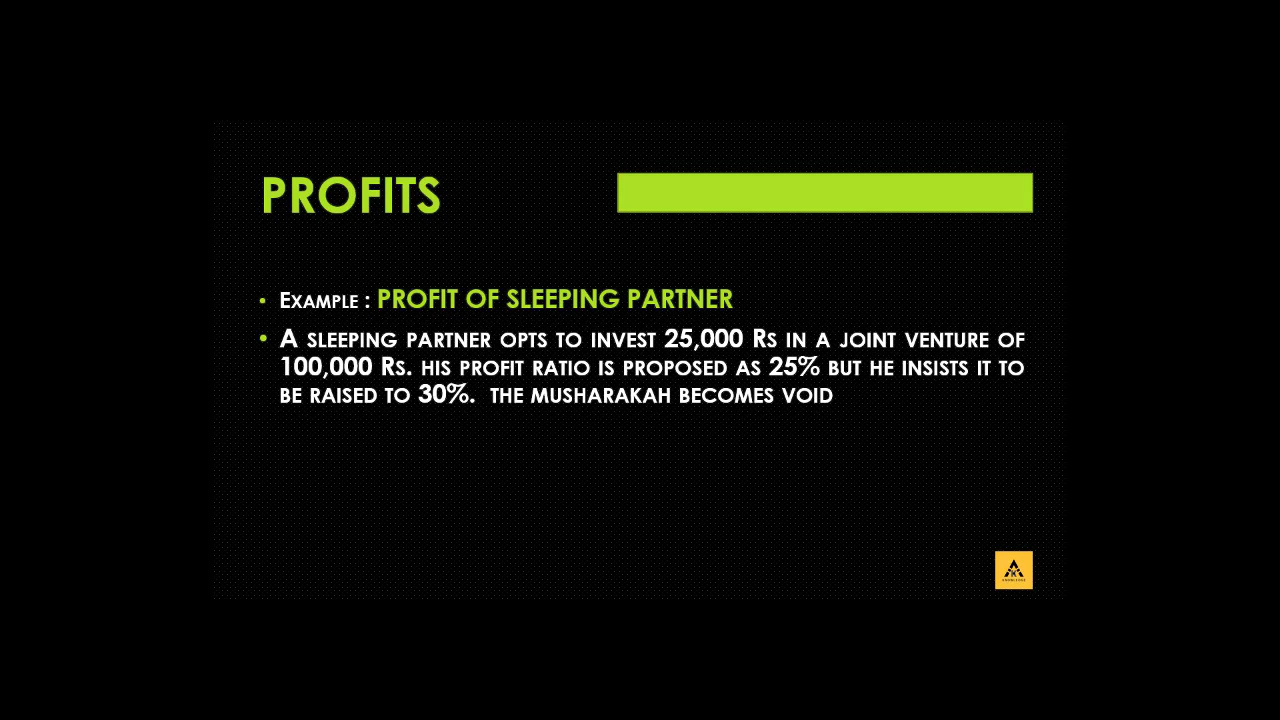 PROFITS
• EXAMPLE : PROFIT OF SLEEPING PARTNER
• A SLEEPING PARTNER OPTS TO INVEST 25,000 RS IN A JOINT VENTURE OF
100,000 RS. HIS PROFIT RATIO IS PROPOSED AS 25% BUT HE INSISTS IT TO
BE RAISED TO 30%. THE MUSHARAKAH BECOMES VOID